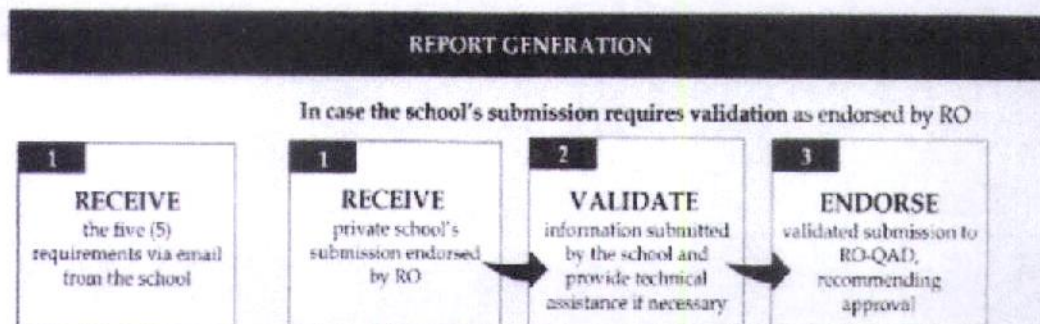 REPORT GENERATION
In case the school's submission requires validation as endorsed by RO
1
RECEIVE
the five (5)
requirements via email
from the school
1
RECEIVE
private school's
submission endorsed
by RO
2
VALIDATE
information submitted
by the school and
provide technical
assistance if necessary
3
ENDORSE
validated submission to
RO-QAD,
recommending
approval